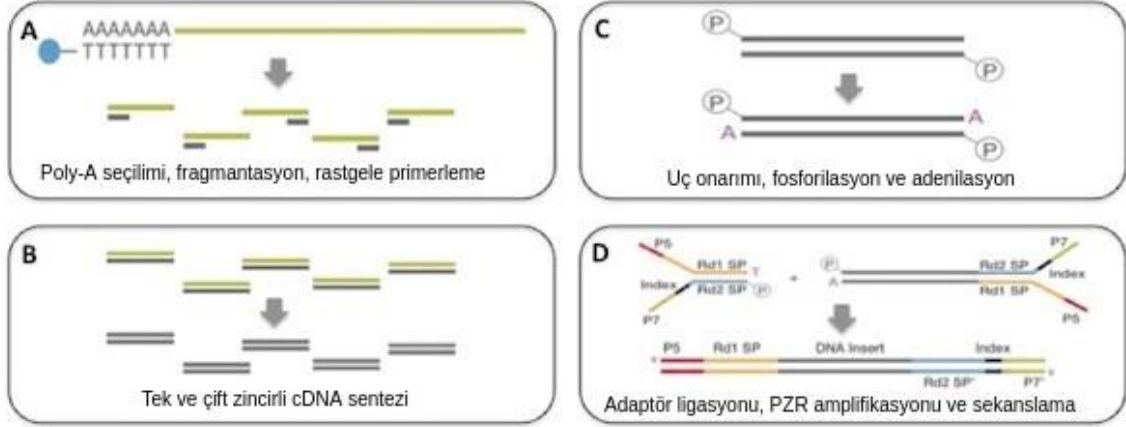 A
AAAAAAA
TTTTTTT
Poly-A seçilimi, fragmantasyon, rastgele primerleme
B
Tek ve çift zincirli cDNA sentezi
C
P
P
P
A
A
P
Uç onarımı, fosforilasyon ve adenilasyon
D
P5
Rd1 SP T
Index Rd2 SP P
P7
+
P
A
P7
Rd2 SP Index
Rd1 SP
P5
P5 Rd1 SP DNA Insert Index
Rd2 SP' P7'
Adaptör ligasyonu, PZR amplifikasyonu ve sekanslama